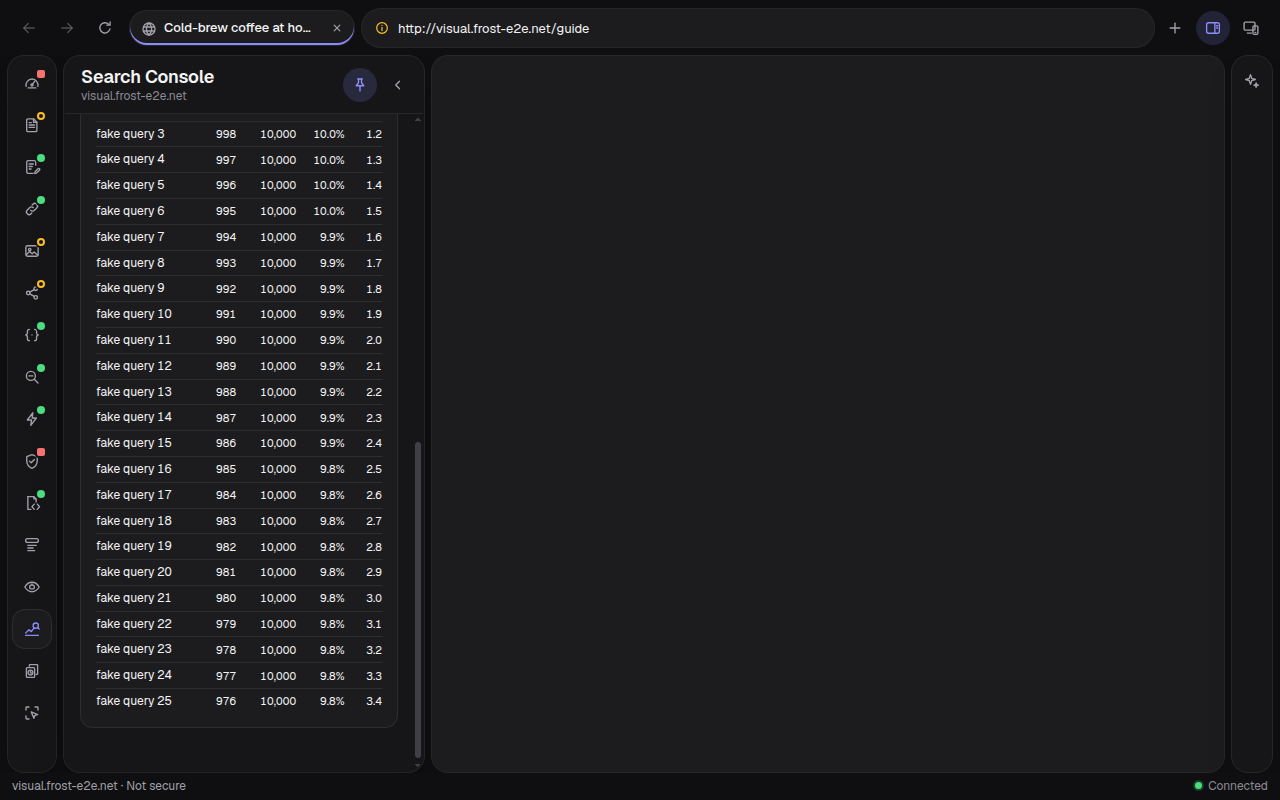 Cold-brew coffee at ho...
http://visual.frost-e2e.net/guide
Search Console
visual.frost-e2e.net
fake query 3 998 10,000 10.0% 1.2
fake query 4 997 10,000 10.0% 1.3
fake query 5 996 10,000 10.0% 1.4
fake query 6 995 10,000 10.0% 1.5
fake query 7 994 10,000 9.9% 1.6
fake query 8 993 10,000 9.9% 1.7
fake query 9 992 10,000 9.9% 1.8
fake query 10 991 10,000 9.9% 1.9
fake query 11 990 10,000 9.9% 2.0
fake query 12 989 10,000 9.9% 2.1
fake query 13 988 10,000 9.9% 2.2
fake query 14 987 10,000 9.9% 2.3
fake query 15 986 10,000 9.9% 2.4
fake query 16 985 10,000 9.8% 2.5
fake query 17 984 10,000 9.8% 2.6
fake query 18 983 10,000 9.8% 2.7
fake query 19 982 10,000 9.8% 2.8
fake query 20 981 10,000 9.8% 2.9
fake query 21 980 10,000 9.8% 3.0
fake query 22 979 10,000 9.8% 3.1
fake query 23 978 10,000 9.8% 3.2
fake query 24 977 10,000 9.8% 3.3
fake query 25 976 10,000 9.8% 3.4
visual.frost-e2e.net · Not secure
Connected